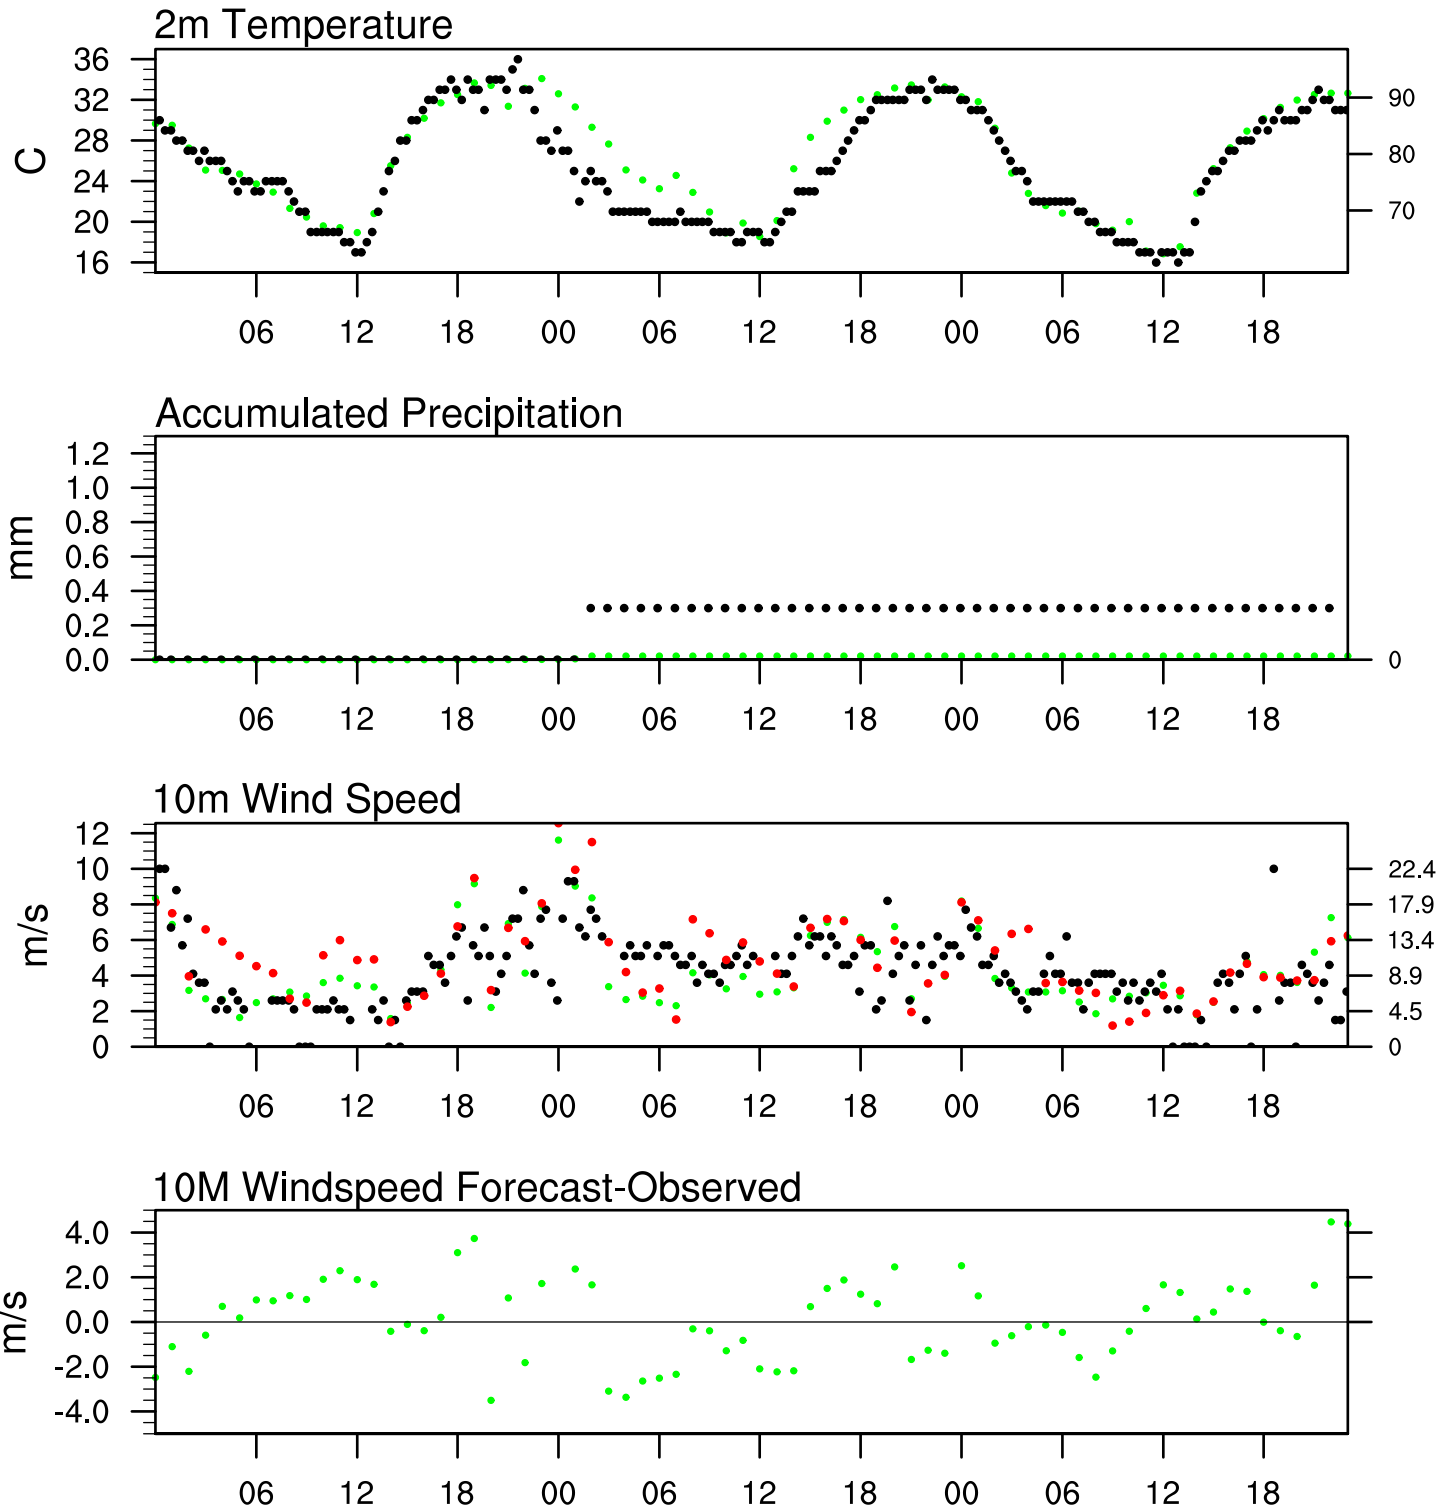 2m Temperature
36
32
28
24
20
16
C
90
80
70
06 12 18 00 06 12 18 00 06 12 18
Accumulated Precipitation
1.2
1.0
0.8
0.6
0.4
0.2
0.0
mm
0
06 12 18 00 06 12 18 00 06 12 18
10m Wind Speed
12
10
8
6
4
2
0
m/s
22.4
17.9
13.4
8.9
4.5
0
06 12 18 00 06 12 18 00 06 12 18
10M Windspeed Forecast-Observed
4.0
2.0
0.0
-2.0
-4.0
m/s
06 12 18 00 06 12 18 00 06 12 18